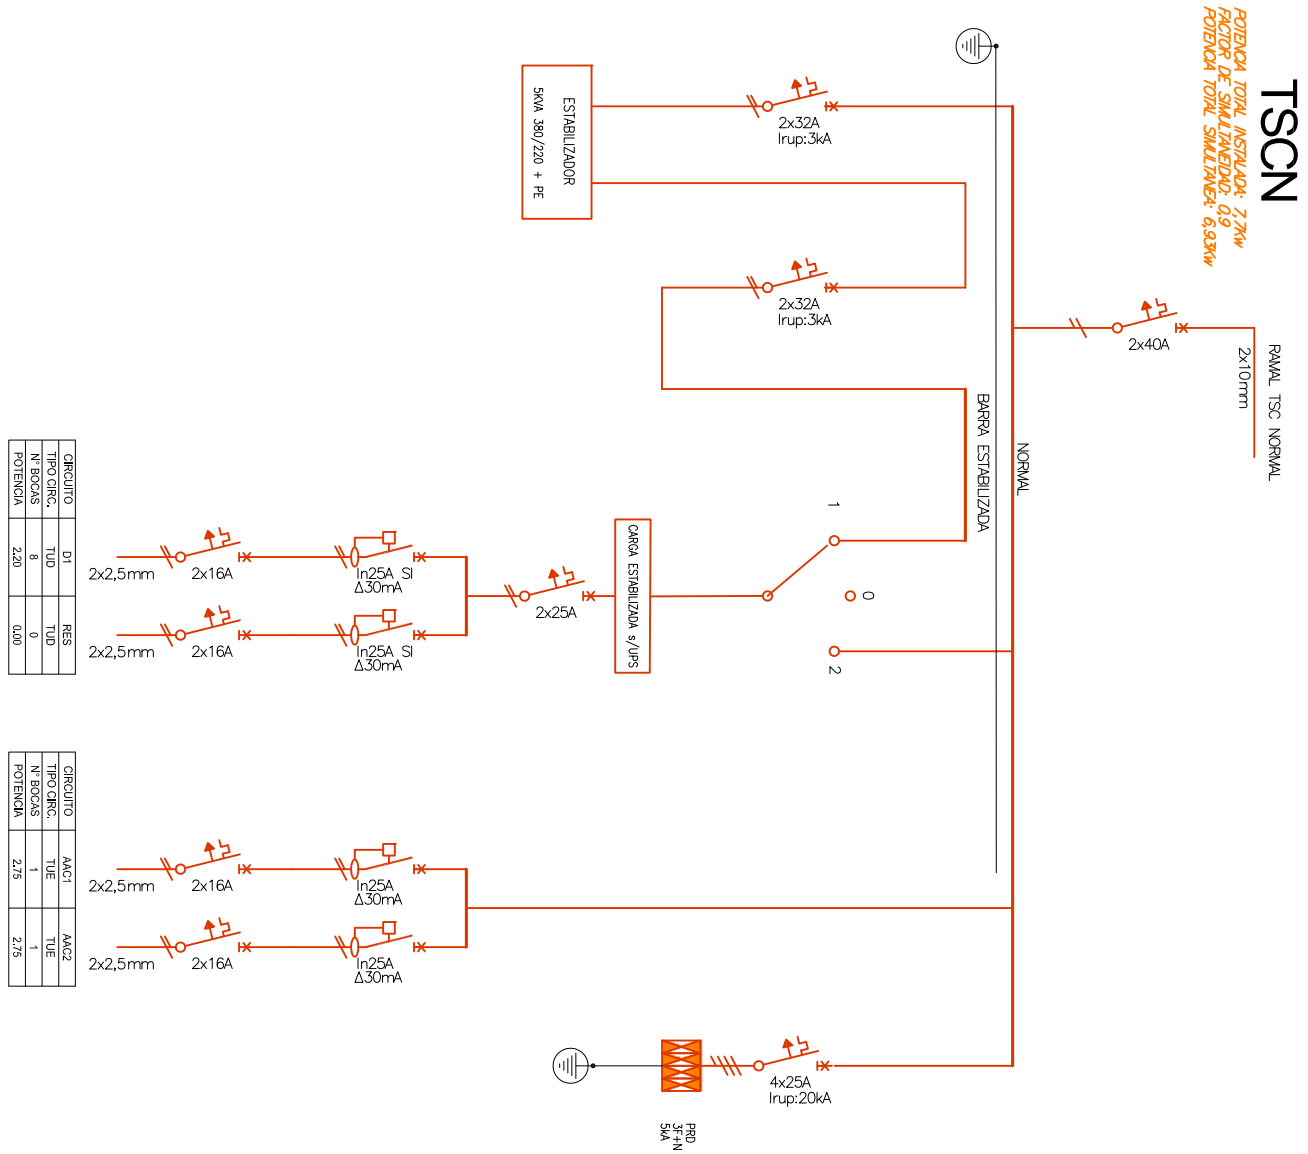 TSCN
POTENCIA TOTAL INSTALADA: 7,7Kw
FACTOR DE SIMULTANEIDAD: 0,9
POTENCIA TOTAL SIMULTANEA: 6,93Kw
RAMAL TSC NORMAL
2x10mm
2x40A
NORMAL
BARRA ESTABILIZADA
2x32A
Irup:3kA
2x32A
Irup:3kA
ESTABILIZADOR
5KVA 380/220 + PE
1
0
2
CARGA ESTABILIZADA s/UPS
2x25A
In25A SI
Δ30mA
2x16A
2x2,5mm
In25A SI
Δ30mA
2x16A
2x2,5mm
In25A
Δ30mA
2x16A
2x2,5mm
In25A
Δ30mA
2x16A
2x2,5mm
4x25A
Irup:20kA
PRD
3F+N
5kA
CIRCUITO D1 RES
TIPO CIRC. TUD TUD
N° BOCAS 8 0
POTENCIA 2.20 0.00
CIRCUITO AAC1 AAC2
TIPO CIRC. TUE TUE
N° BOCAS 1 1
POTENCIA 2.75 2.75